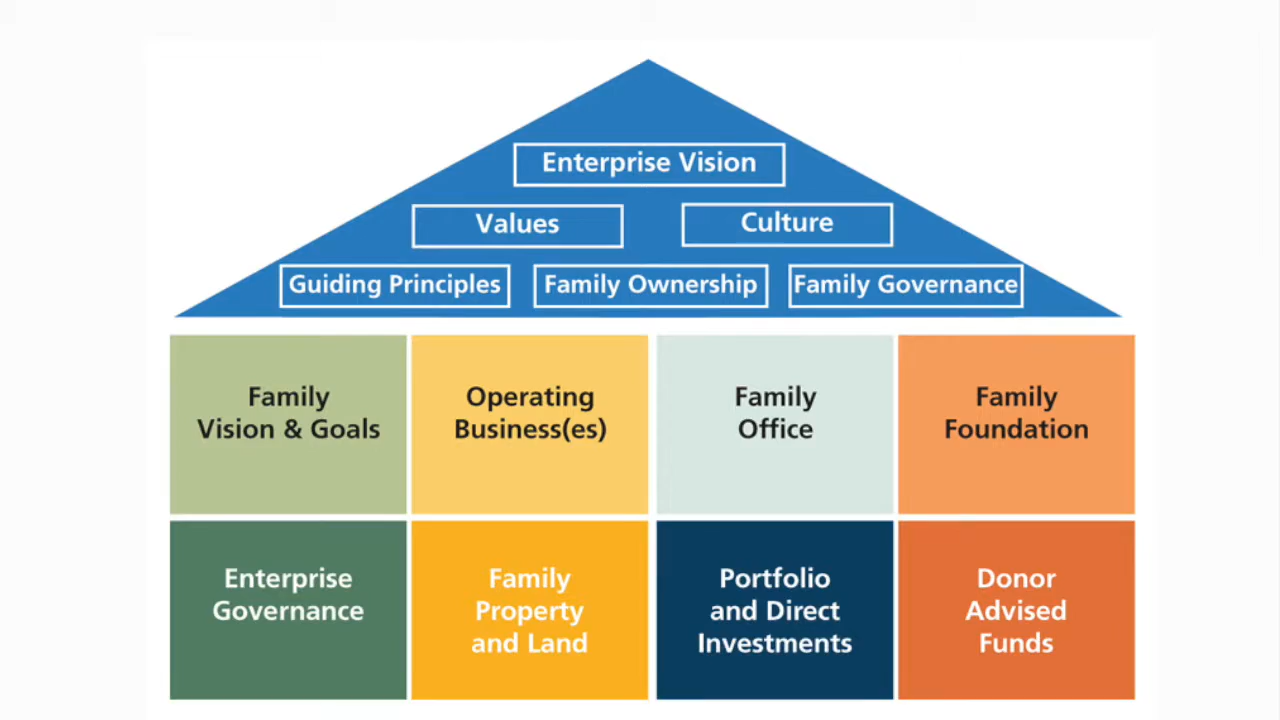 Enterprise Vision
Values
Culture
Guiding Principles
Family Ownership
Family Governance
Family
Vision & Goals
Operating
Business(es)
Family
Office
Family
Foundation
Enterprise
Governance
Family
Property
and Land
Portfolio
and Direct
Investments
Donor
Advised
Funds